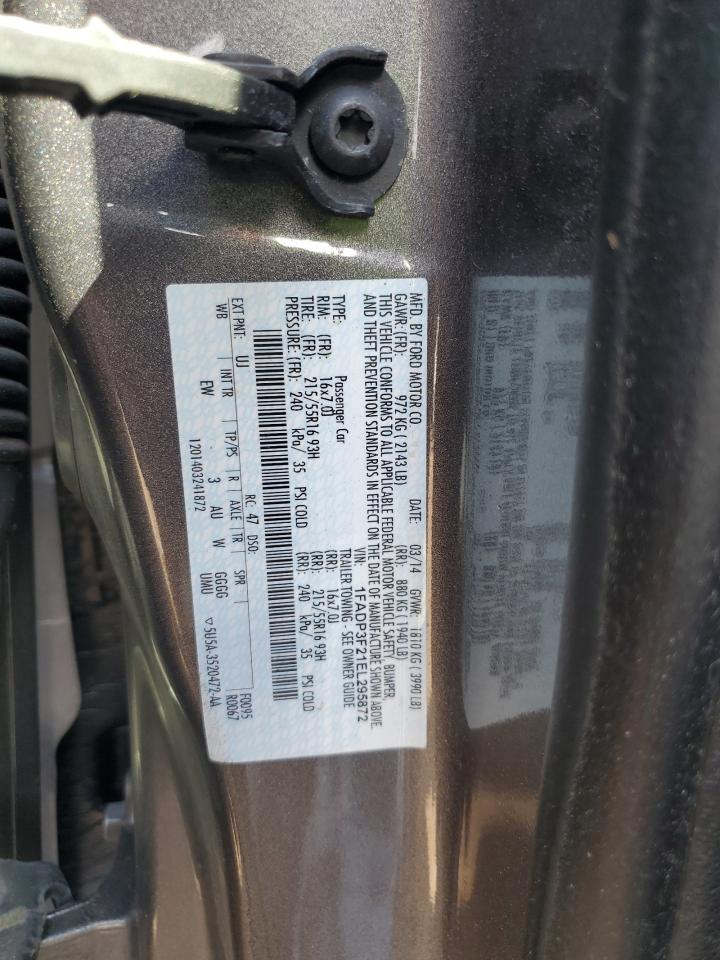 MFD. BY FORD MOTOR CO. DATE: 03/14 GVWR: 1810 KG ( 3990 LB)
GAWR: (FR): 972 KG ( 2143 LB) (RR): 880 KG ( 1940 LB)
THIS VEHICLE CONFORMS TO ALL APPLICABLE FEDERAL MOTOR VEHICLE SAFETY, BUMPER,
AND THEFT PREVENTION STANDARDS IN EFFECT ON THE DATE OF MANUFACTURE SHOWN ABOVE.
VIN: 1FADP3F21EL295872
TYPE: Passenger Car TRAILER TOWING - SEE OWNER GUIDE
RIM: (FR): 16x7.0J (RR): 16x7.0J
TIRE: (FR): 215/55R16 93H (RR): 215/55R16 93H
PRESSURE: (FR): 240 kPa/ 35 PSI COLD (RR): 240 kPa/ 35 PSI COLD
EXT PNT: UJ RC: 47 DSO: F0095
WB INT TR TP/PS R AXLE TR SPR R0067
EW 3 AU W GGGG
UMU
1201403241872 ▽ 5U5A-3520472-AA